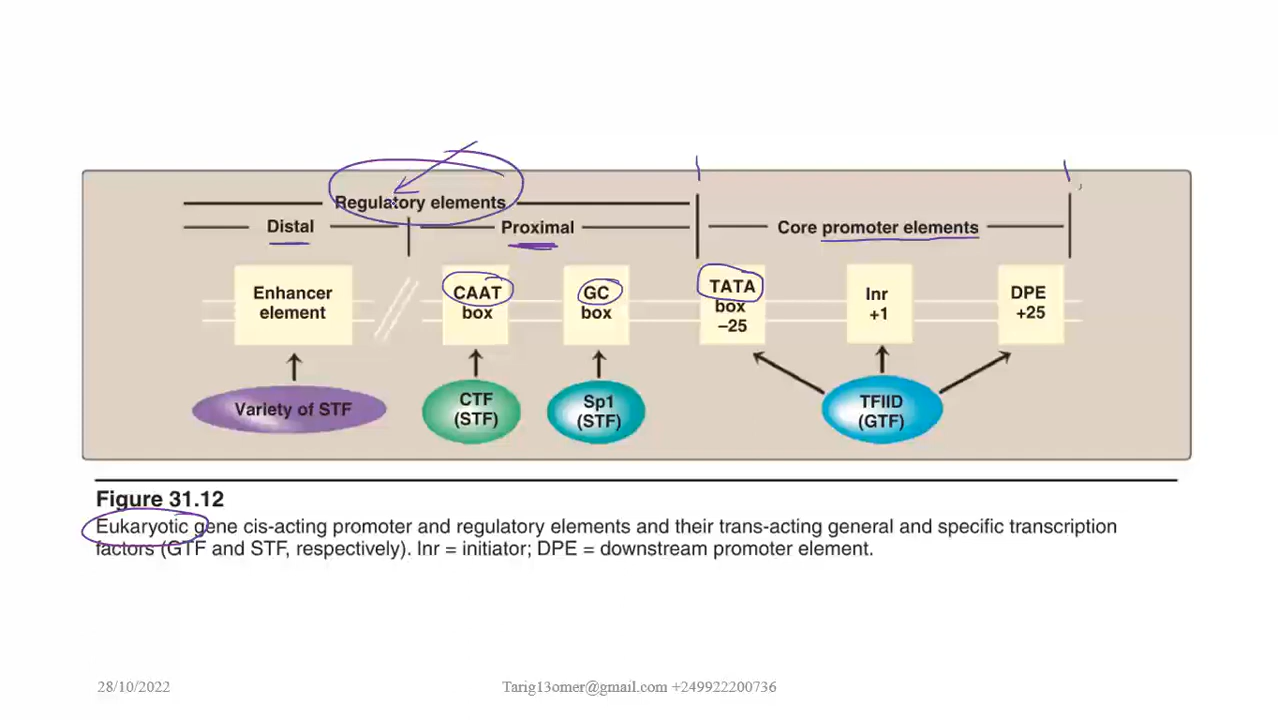 Regulatory elements
Distal
Proximal
Core promoter elements
Enhancer
element
CAAT
box
GC
box
TATA
box
–25
Inr
+1
DPE
+25
Variety of STF
CTF
(STF)
Sp1
(STF)
TFIID
(GTF)
Figure 31.12
Eukaryotic gene cis-acting promoter and regulatory elements and their trans-acting general and specific transcription
factors (GTF and STF, respectively). Inr = initiator; DPE = downstream promoter element.
28/10/2022
Tarig13omer@gmail.com +249922200736